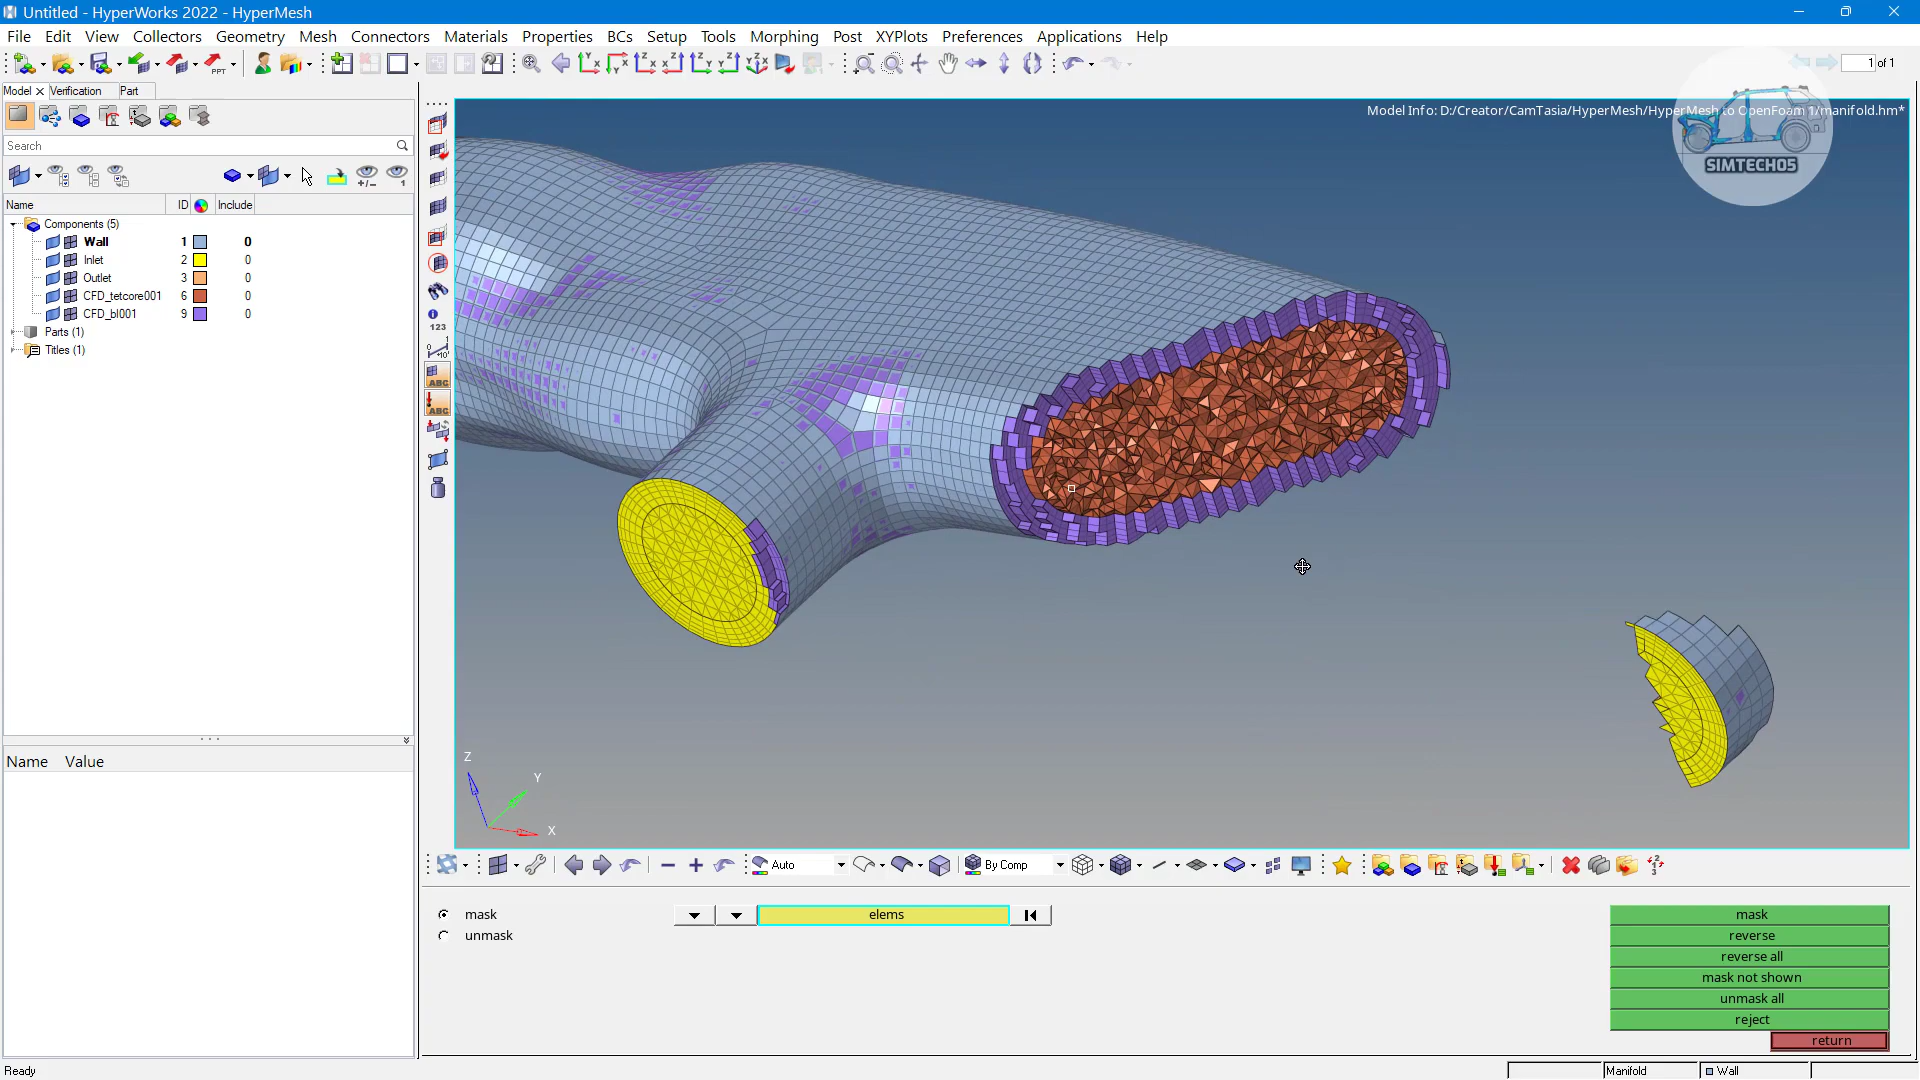 Untitled - HyperWorks 2022 - HyperMesh
File Edit View Collectors Geometry Mesh Connectors Materials Properties BCs Setup Tools Morphing Post XYPlots Preferences Applications Help
1 of 1
Model Verification Part
Model Info: D:/Creator/CamTasia/HyperMesh/HyperMesh to OpenFoam 1/manifold.hm*
SIMTECH05
Search
Name ID Include
Components (5)
Wall 1 0
Inlet 2 0
Outlet 3 0
CFD_tetcore001 6 0
CFD_bl001 9 0
Parts (1)
Titles (1)
123
ABC
ABC
Name Value
Z
Y
X
Auto
By Comp
mask
elems
unmask
mask
reverse
reverse all
mask not shown
unmask all
reject
return
Ready
Manifold
Wall